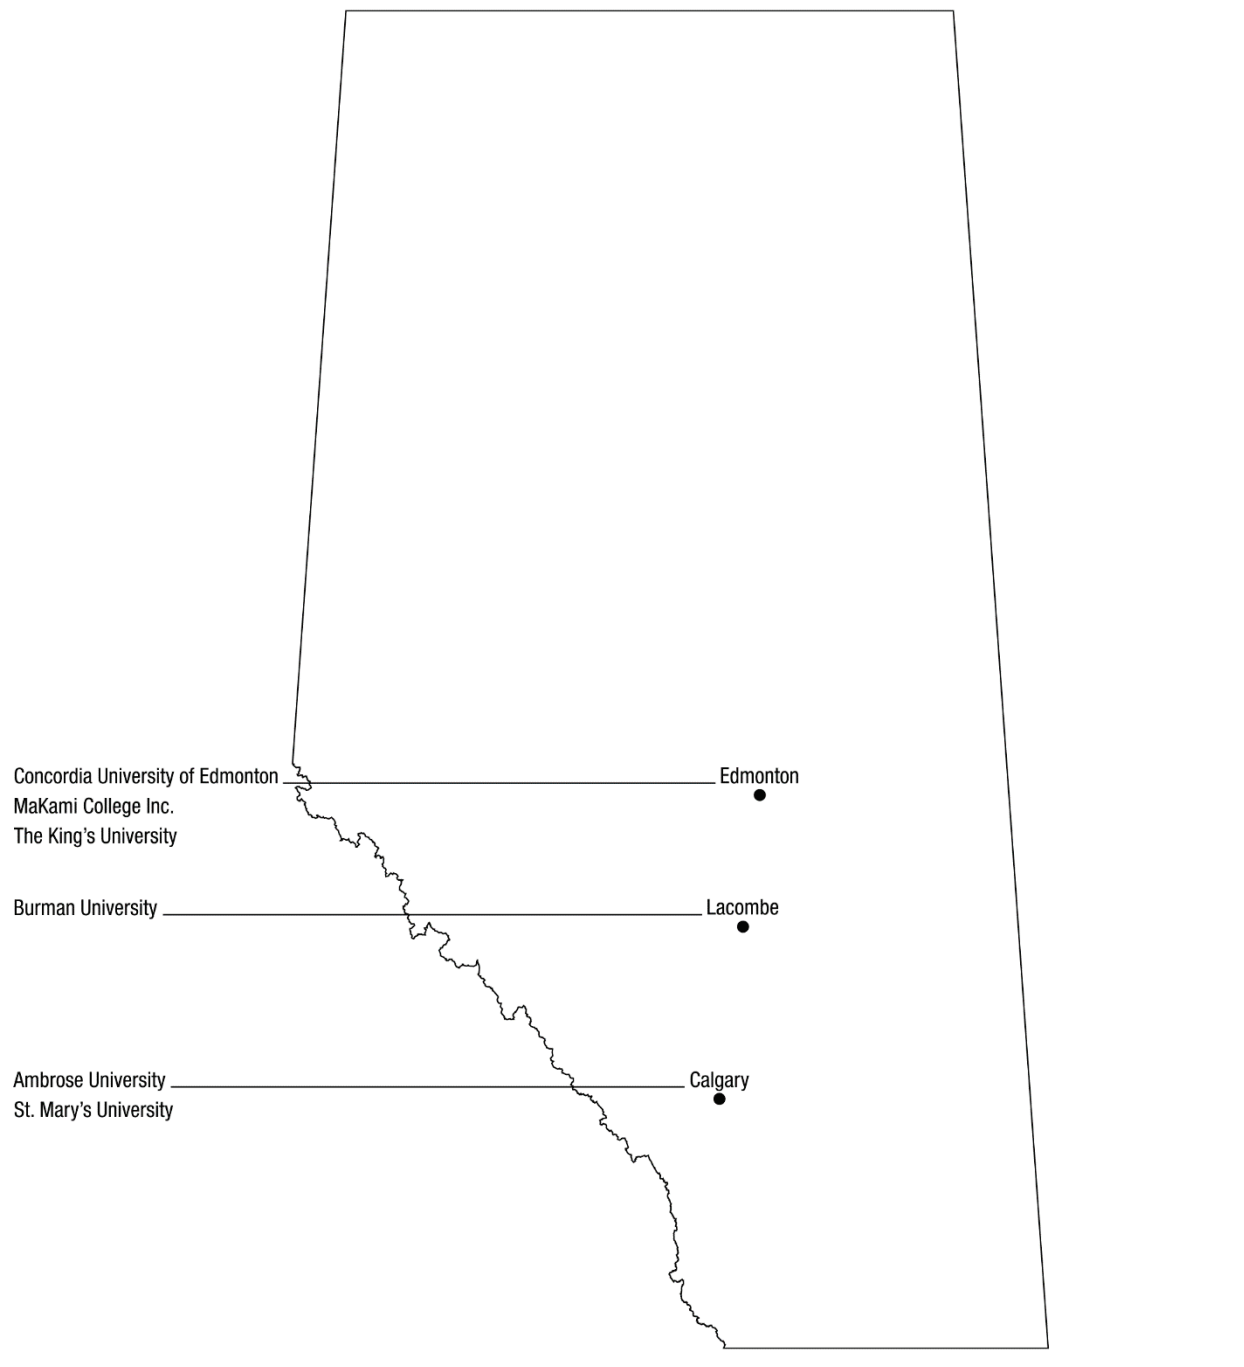 Concordia University of Edmonton
Edmonton
MaKami College Inc.
The King’s University
Burman University
Lacombe
Ambrose University
Calgary
St. Mary’s University